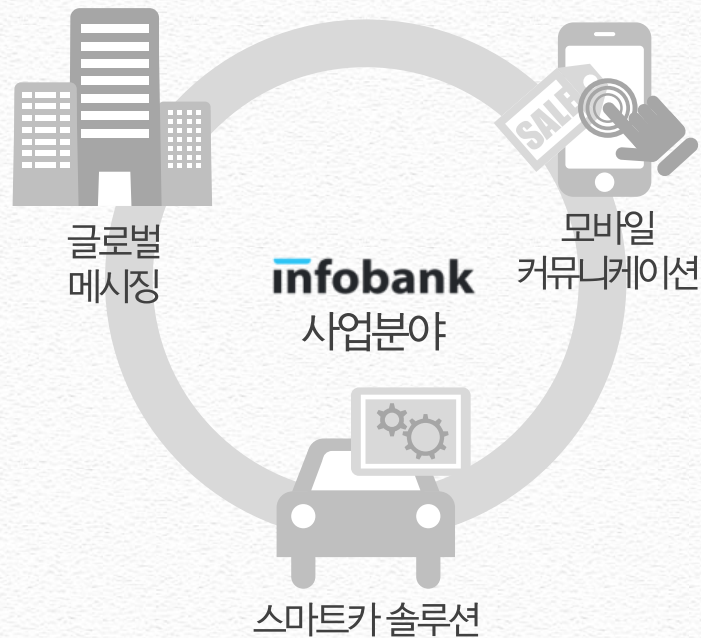 글로벌
메시징
SALE
모바일
커뮤니케이션
infobank
사업분야
스마트카 솔루션